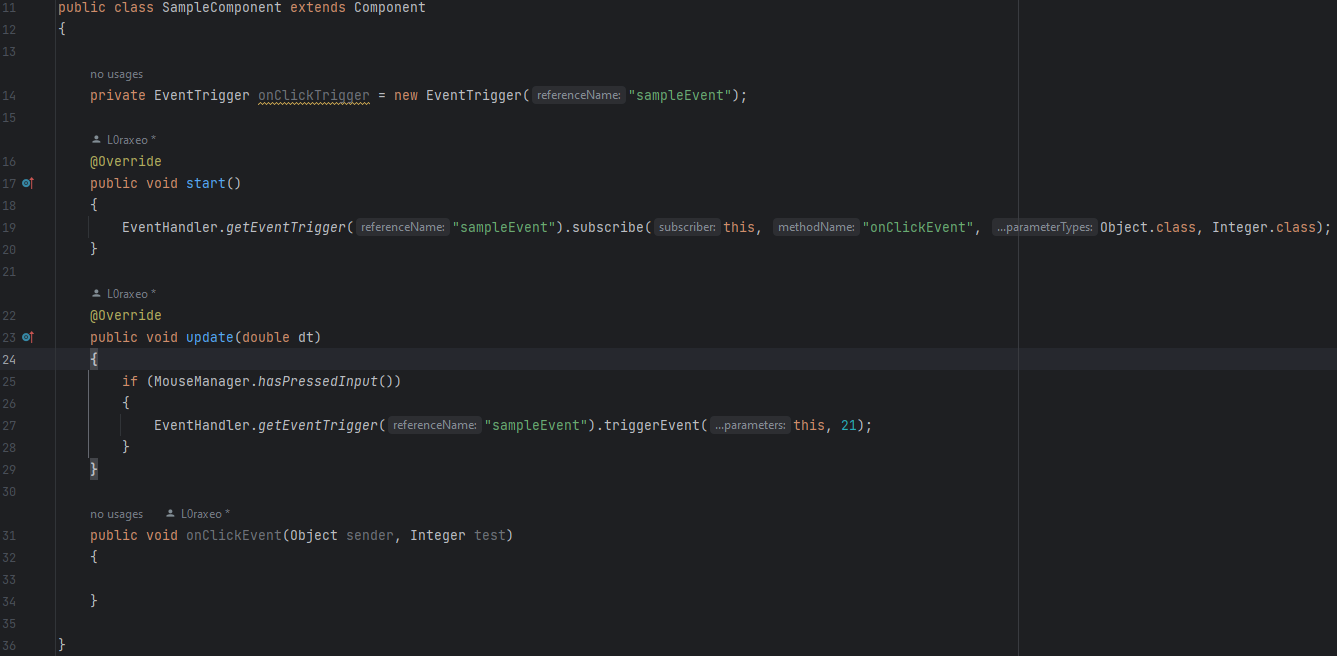 11 public class SampleComponent extends Component
12 {
13
no usages
14 private EventTrigger onClickTrigger = new EventTrigger( referenceName: "sampleEvent");
15
L0raxeo *
16 @Override
17 public void start()
18 {
19 EventHandler.getEventTrigger( referenceName: "sampleEvent").subscribe( subscriber: this, methodName: "onClickEvent", ...parameterTypes: Object.class, Integer.class);
20 }
21
L0raxeo *
22 @Override
23 public void update(double dt)
24 {
25 if (MouseManager.hasPressedInput())
26 {
27 EventHandler.getEventTrigger( referenceName: "sampleEvent").triggerEvent( ...parameters: this, 21);
28 }
29 }
30
no usages L0raxeo *
31 public void onClickEvent(Object sender, Integer test)
32 {
33
34 }
35
36 }